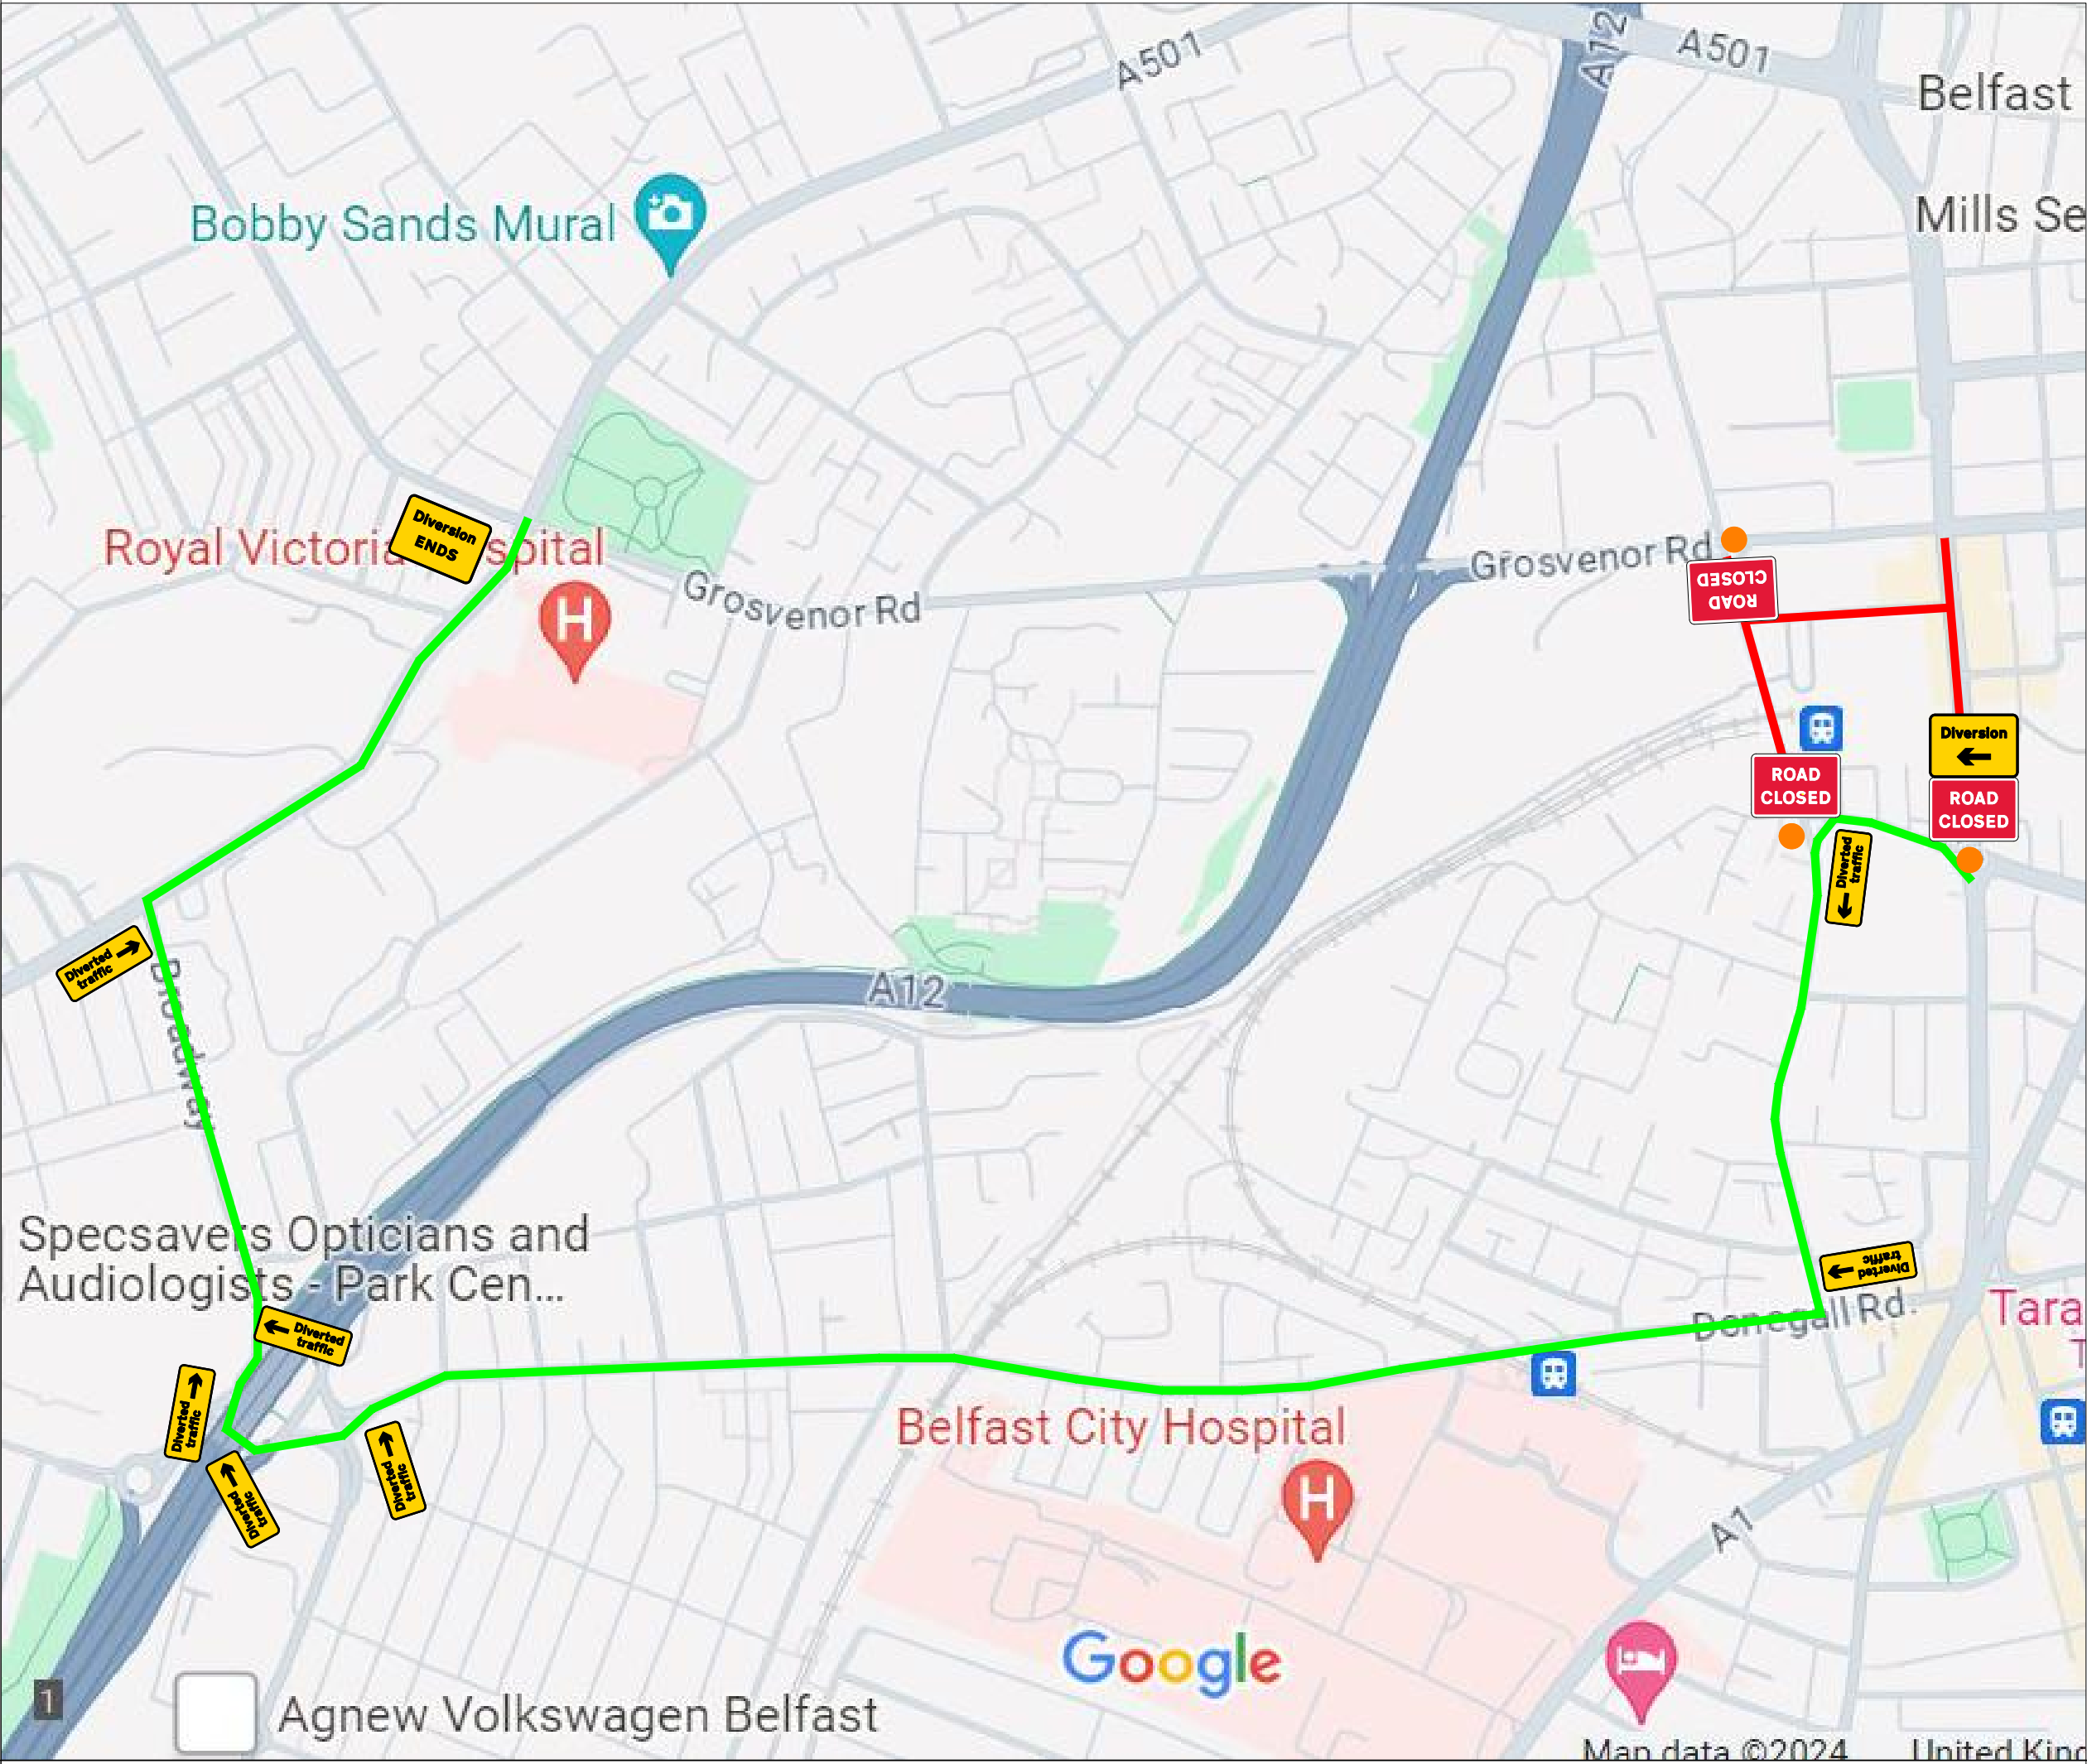 A501
A12
A501
Belfast
Mills Se
Bobby Sands Mural
Diversion
ENDS
Royal Victoria
spital
Grosvenor Rd
Grosvenor Rd
ROAD
CLOSED
Diversion
ROAD
CLOSED
ROAD
CLOSED
Diverted
traffic
Diverted
traffic
Broadway
A12
Specsavers Opticians and
Audiologists - Park Cen...
Diverted
traffic
Donegall Rd.
Tara
T
Diverted
traffic
Diverted
traffic
Diverted
traffic
Diverted
traffic
Belfast City Hospital
A1
Google
1
Agnew Volkswagen Belfast
Map data ©2024
United King